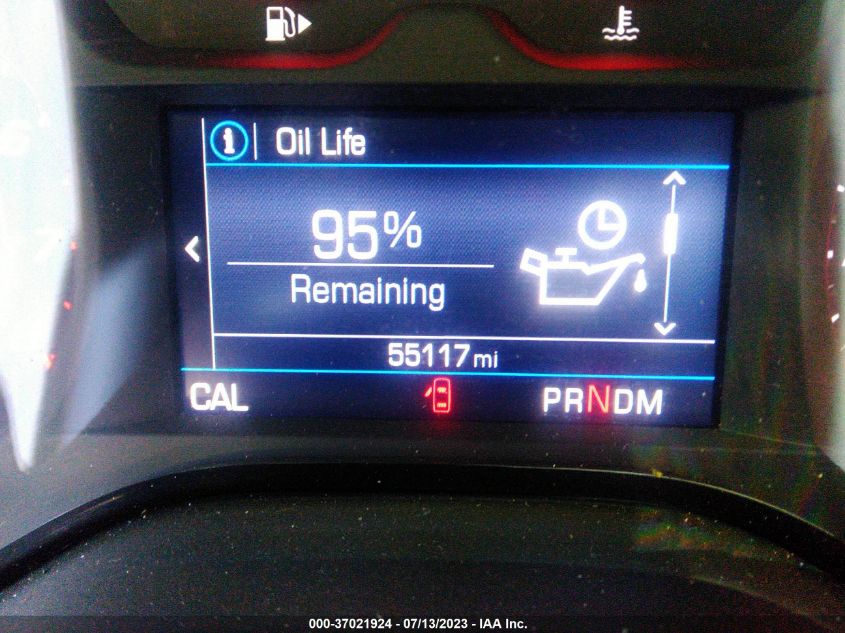 Oil Life
95%
Remaining
55117 mi
CAL PRNDM
000-37021924 - 07/13/2023 - IAA Inc.